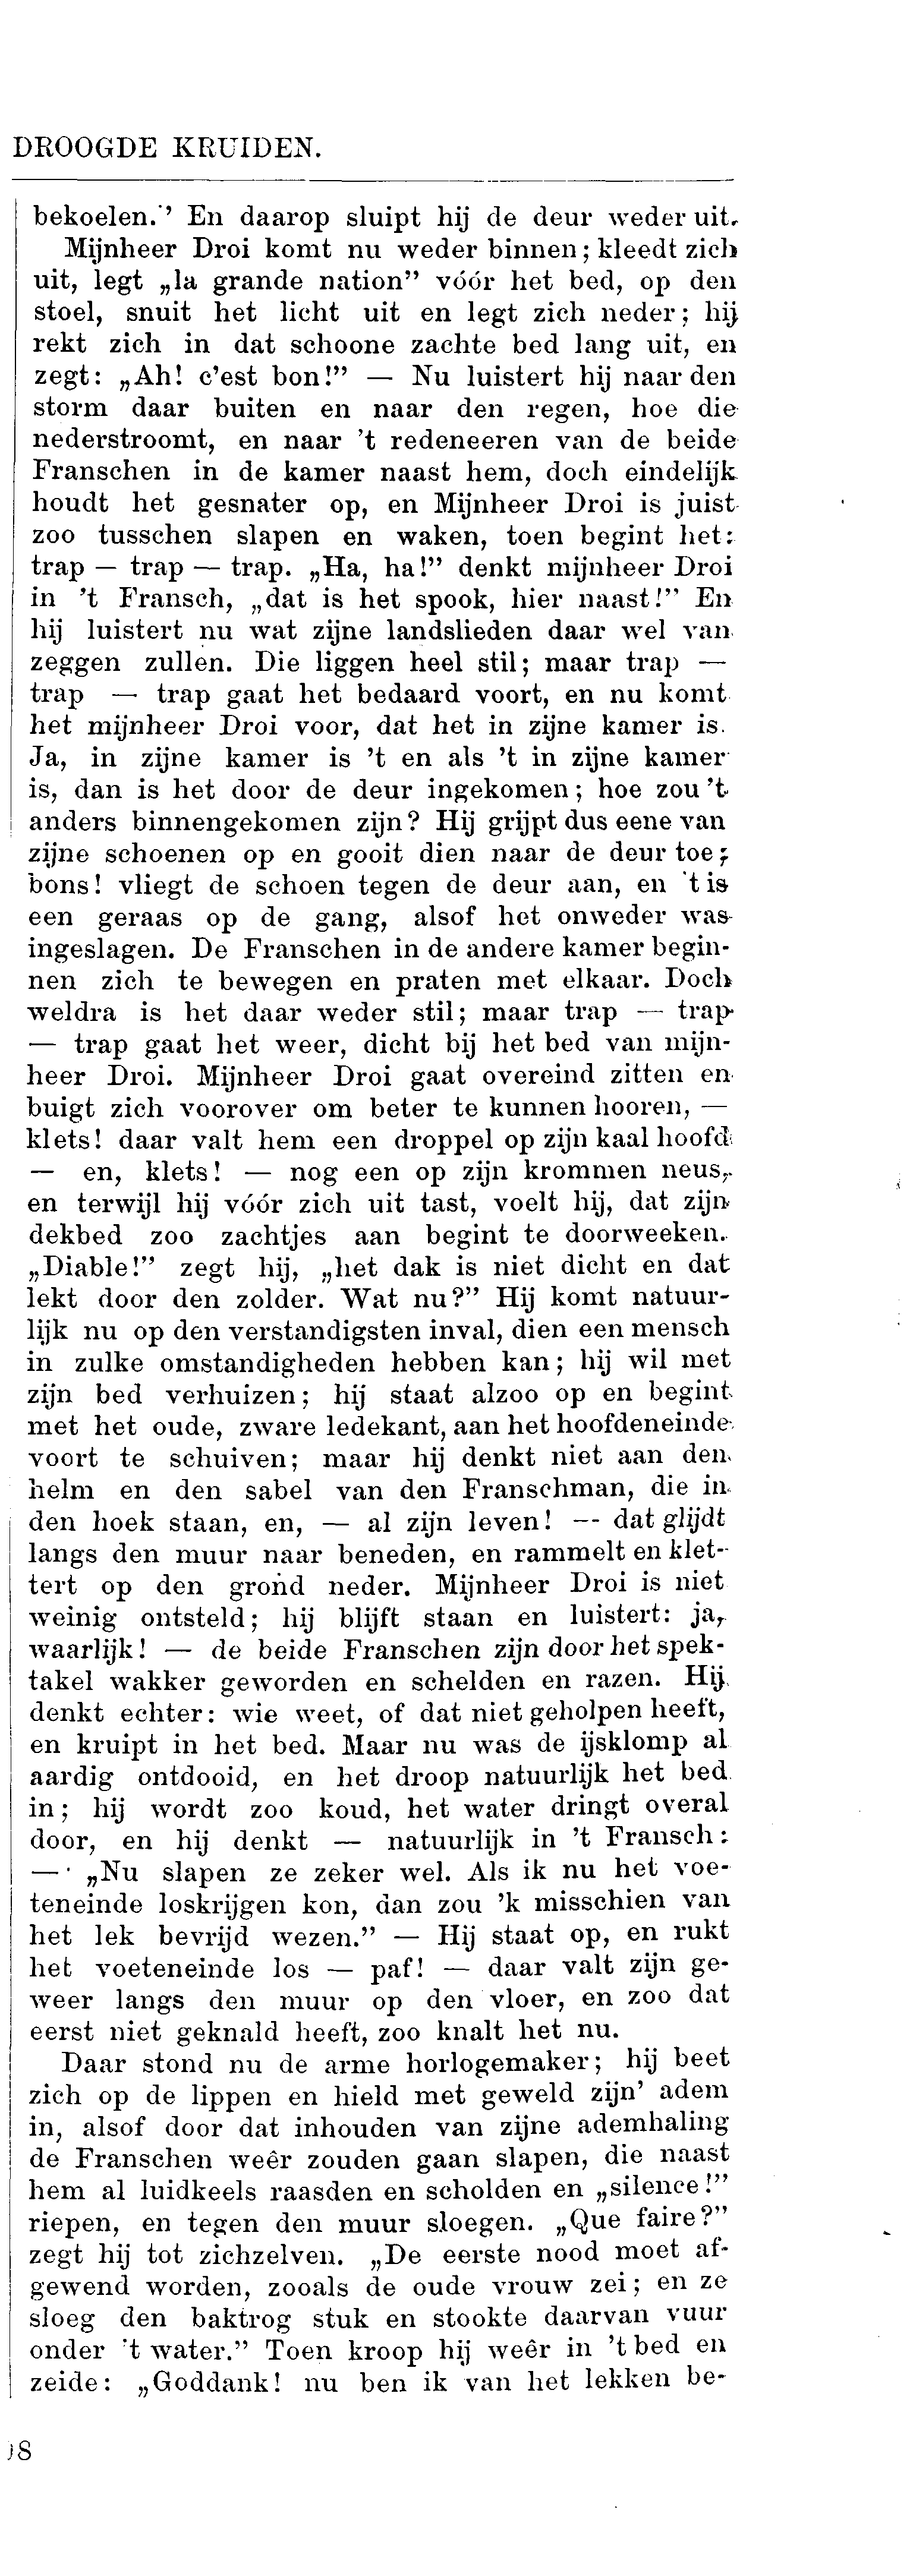 DROOGDE KRUIDEN.
bekoelen.” En daarop sluipt hij de deur weder uit.
Mijnheer Droi komt nu weder binnen; kleedt zich
uit, legt „la grande nation” vóór het bed, op den
stoel, snuit het licht uit en legt zich neder; hij
rekt zich in dat schoone zachte bed lang uit, en
zegt: „Ah! c’est bon!” — Nu luistert hij naar den
storm daar buiten en naar den regen, hoe die
nederstroomt, en naar ’t redeneeren van de beide
Franschen in de kamer naast hem, doch eindelijk
houdt het gesnater op, en Mijnheer Droi is juist
zoo tusschen slapen en waken, toen begint het:
trap — trap — trap. „Ha, ha!” denkt mijnheer Droi
in ’t Fransch, „dat is het spook, hier naast!” En
hij luistert nu wat zijne landslieden daar wel van
zeggen zullen. Die liggen heel stil; maar trap —
trap — trap gaat het bedaard voort, en nu komt
het mijnheer Droi voor, dat het in zijne kamer is.
Ja, in zijne kamer is ’t en als ’t in zijne kamer
is, dan is het door de deur ingekomen; hoe zou ’t
anders binnengekomen zijn? Hij grijpt dus eene van
zijne schoenen op en gooit dien naar de deur toe;
bons! vliegt de schoen tegen de deur aan, en ’t is
een geraas op de gang, alsof het onweder was
ingeslagen. De Franschen in de andere kamer begin-
nen zich te bewegen en praten met elkaar. Doch
weldra is het daar weder stil; maar trap — trap
— trap gaat het weer, dicht bij het bed van mijn-
heer Droi. Mijnheer Droi gaat overeind zitten en
buigt zich voorover om beter te kunnen hooren, —
klets! daar valt hem een droppel op zijn kaal hoofd
— en, klets! — nog een op zijn krommen neus,
en terwijl hij vóór zich uit tast, voelt hij, dat zijn
dekbed zoo zachtjes aan begint te doorweeken.
„Diable!” zegt hij, „het dak is niet dicht en dat
lekt door den zolder. Wat nu?” Hij komt natuur-
lijk nu op den verstandigsten inval, dien een mensch
in zulke omstandigheden hebben kan; hij wil met
zijn bed verhuizen; hij staat alzoo op en begint
met het oude, zware ledekant, aan het hoofdeneinde
voort te schuiven; maar hij denkt niet aan den
helm en den sabel van den Franschman, die in
den hoek staan, en, — al zijn leven! — dat glijdt
langs den muur naar beneden, en rammelt en klet-
tert op den grond neder. Mijnheer Droi is niet
weinig ontsteld; hij blijft staan en luistert: ja,
waarlijk! — de beide Franschen zijn door het spek-
takel wakker geworden en schelden en razen. Hij
denkt echter: wie weet, of dat niet geholpen heeft,
en kruipt in het bed. Maar nu was de ijsklomp al
aardig ontdooid, en het droop natuurlijk het bed
in; hij wordt zoo koud, het water dringt overal
door, en hij denkt — natuurlijk in ’t Fransch:
— „Nu slapen ze zeker wel. Als ik nu het voe-
teneinde loskrijgen kon, dan zou ’k misschien van
het lek bevrijd wezen.” — Hij staat op, en rukt
het voeteneinde los — paf! — daar valt zijn ge-
weer langs den muur op den vloer, en zoo dat
eerst niet geknald heeft, zoo knalt het nu.
Daar stond nu de arme horlogemaker; hij beet
zich op de lippen en hield met geweld zijn’ adem
in, alsof door dat inhouden van zijne ademhaling
de Franschen weêr zouden gaan slapen, die naast
hem al luidkeels raasden en scholden en „silence!”
riepen, en tegen den muur sloegen. „Que faire?”
zegt hij tot zichzelven. „De eerste nood moet af-
gewend worden, zooals de oude vrouw zei; en ze
sloeg den baktrog stuk en stookte daarvan vuur
onder ’t water.” Toen kroop hij weêr in ’t bed en
zeide: „Goddank! nu ben ik van het lekken be-
8